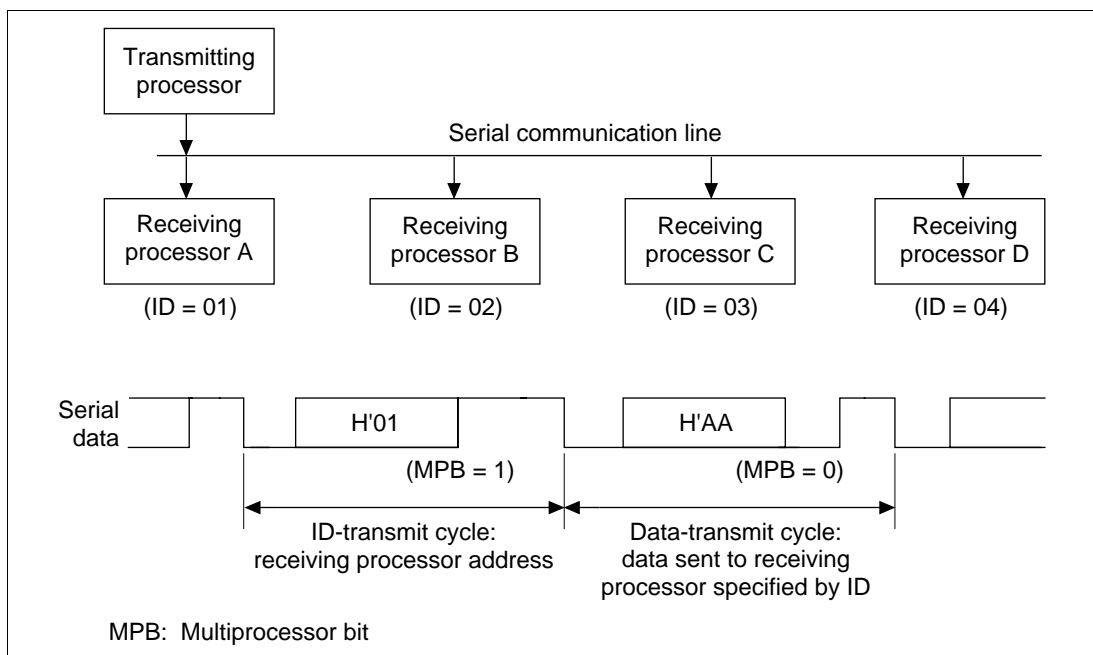 Transmitting
processor
Serial communication line
Receiving
processor A
Receiving
processor B
Receiving
processor C
Receiving
processor D
(ID = 01)
(ID = 02)
(ID = 03)
(ID = 04)
Serial
data
H'01
H'AA
(MPB = 1)
(MPB = 0)
ID-transmit cycle:
receiving processor address
Data-transmit cycle:
data sent to receiving
processor specified by ID
MPB: Multiprocessor bit